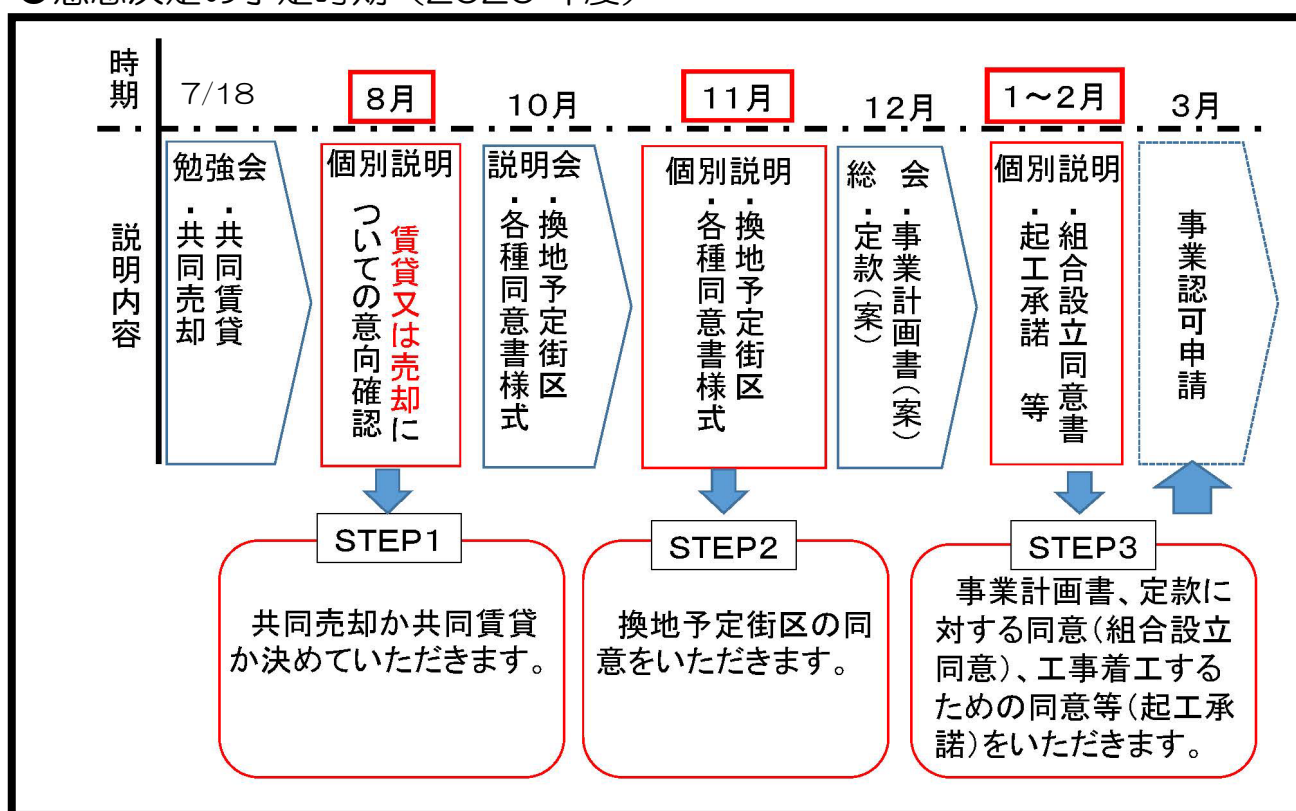 時期
7/18
8月
10月
11月
12月
1～2月
3月
説明内容
勉強会
・共同賃貸
・共同売却
個別説明
賃貸又は売却に
ついての意向確認
説明会
・換地予定街区
・各種同意書様式
個別説明
・換地予定街区
・各種同意書様式
総　会
・事業計画書（案）
・定款（案）
個別説明
・組合設立同意書
・起工承諾　等
事業認可申請
STEP1
共同売却か共同賃貸
か決めていただきます。
STEP2
換地予定街区の同
意をいただきます。
STEP3
事業計画書、定款に
対する同意（組合設立
同意）、工事着工する
ための同意等（起工承
諾）をいただきます。